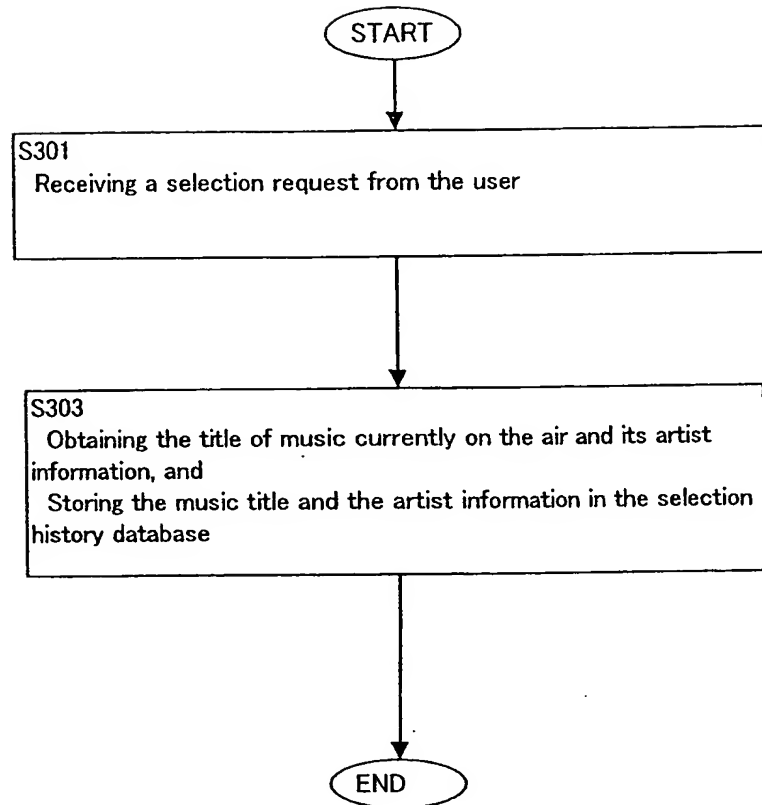 START
S301
Receiving a selection request from the user
S303
Obtaining the title of music currently on the air and its artist
information, and
Storing the music title and the artist information in the selection
history database
END